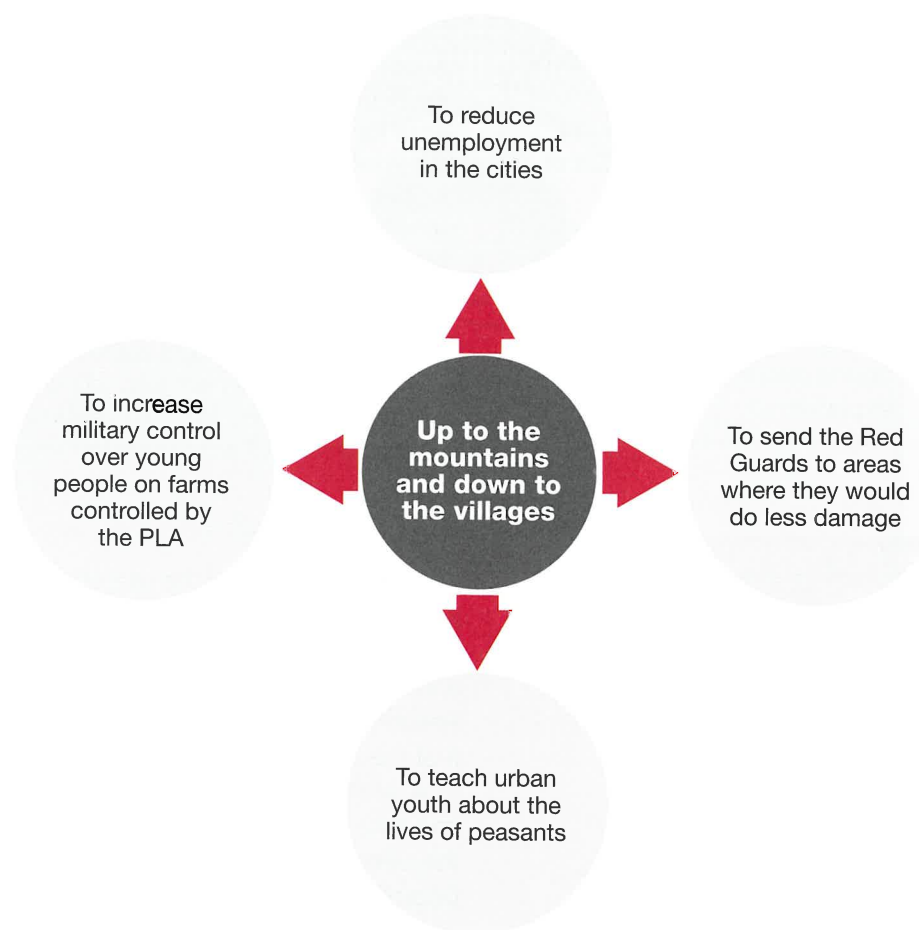 To reduce
unemployment
in the cities
To increase
military control
over young
people on farms
controlled by
the PLA
Up to the
mountains
and down to
the villages
To send the Red
Guards to areas
where they would
do less damage
To teach urban
youth about the
lives of peasants